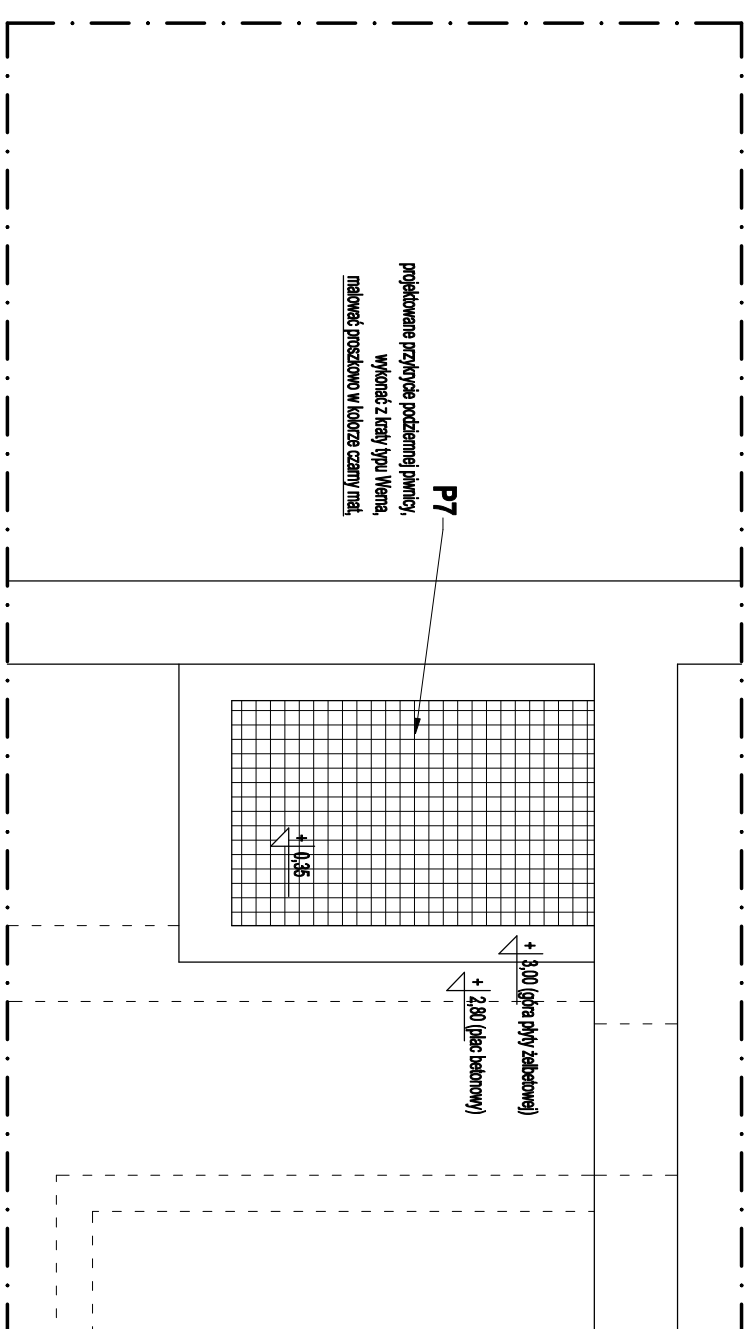 P7
projektowane przykrycie podziemnej piwnicy,
wykonać z kraty typu Wema,
malować proszkowo w kolorze czarny mat,
+ 3,00 (góra płyty żelbetowej)
+ 2,80 (plac betonowy)
+ 0,35